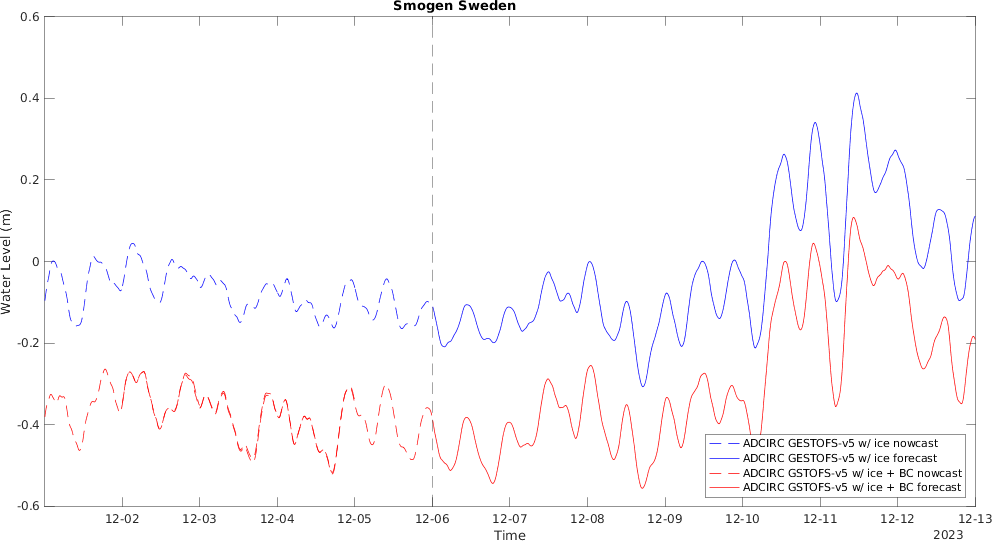 Smogen Sweden
0.6
0.4
0.2
0
-0.2
-0.4
-0.6
Water Level (m)
ADCIRC GESTOFS-v5 w/ ice nowcast
ADCIRC GESTOFS-v5 w/ ice forecast
ADCIRC GSTOFS-v5 w/ ice + BC nowcast
ADCIRC GSTOFS-v5 w/ ice + BC forecast
12-02 12-03 12-04 12-05 12-06 12-07 12-08 12-09 12-10 12-11 12-12 12-13
Time
2023